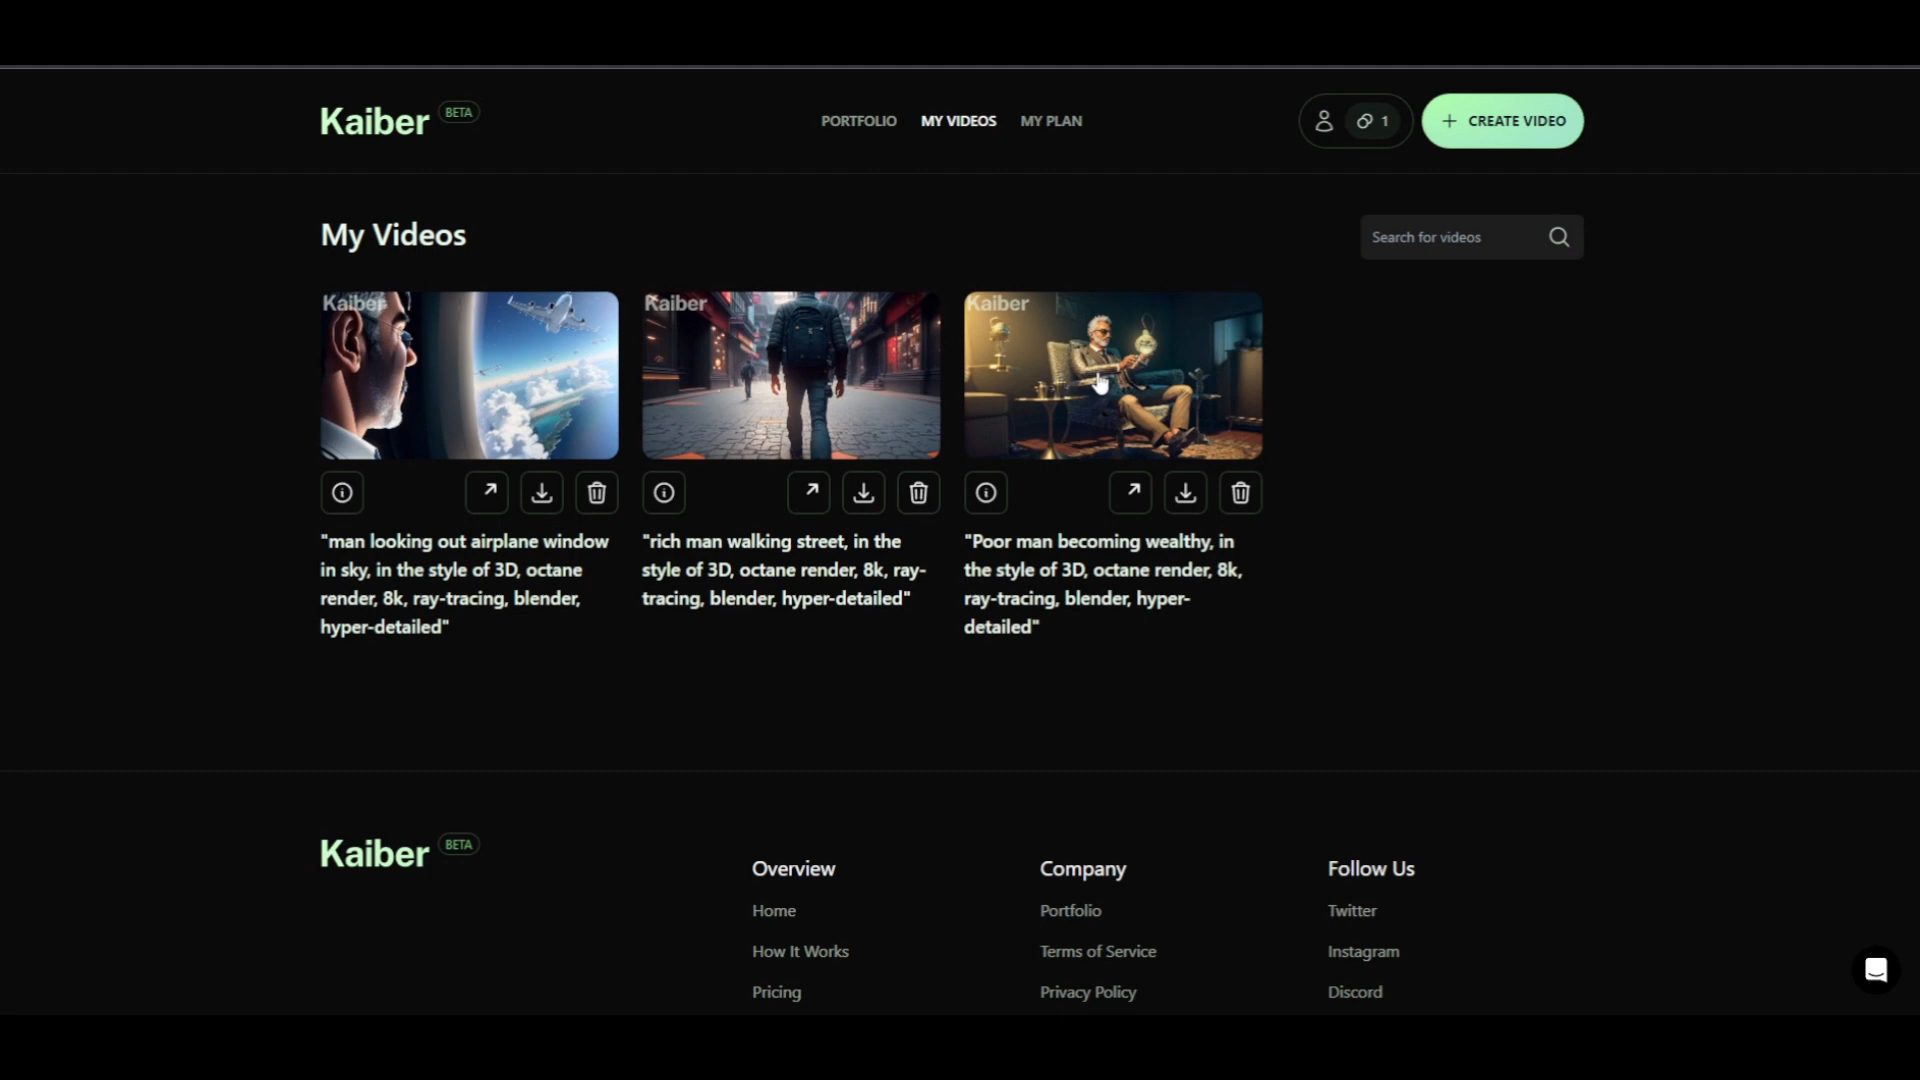 Kaiber BETA
PORTFOLIO MY VIDEOS MY PLAN
1
+ CREATE VIDEO
My Videos
Search for videos
Kaiber
Kaiber
Kaiber
"man looking out airplane window
in sky, in the style of 3D, octane
render, 8k, ray-tracing, blender,
hyper-detailed"
"rich man walking street, in the
style of 3D, octane render, 8k, ray-
tracing, blender, hyper-detailed"
"Poor man becoming wealthy, in
the style of 3D, octane render, 8k,
ray-tracing, blender, hyper-
detailed"
Kaiber BETA
Overview
Home
How It Works
Pricing
Company
Portfolio
Terms of Service
Privacy Policy
Follow Us
Twitter
Instagram
Discord